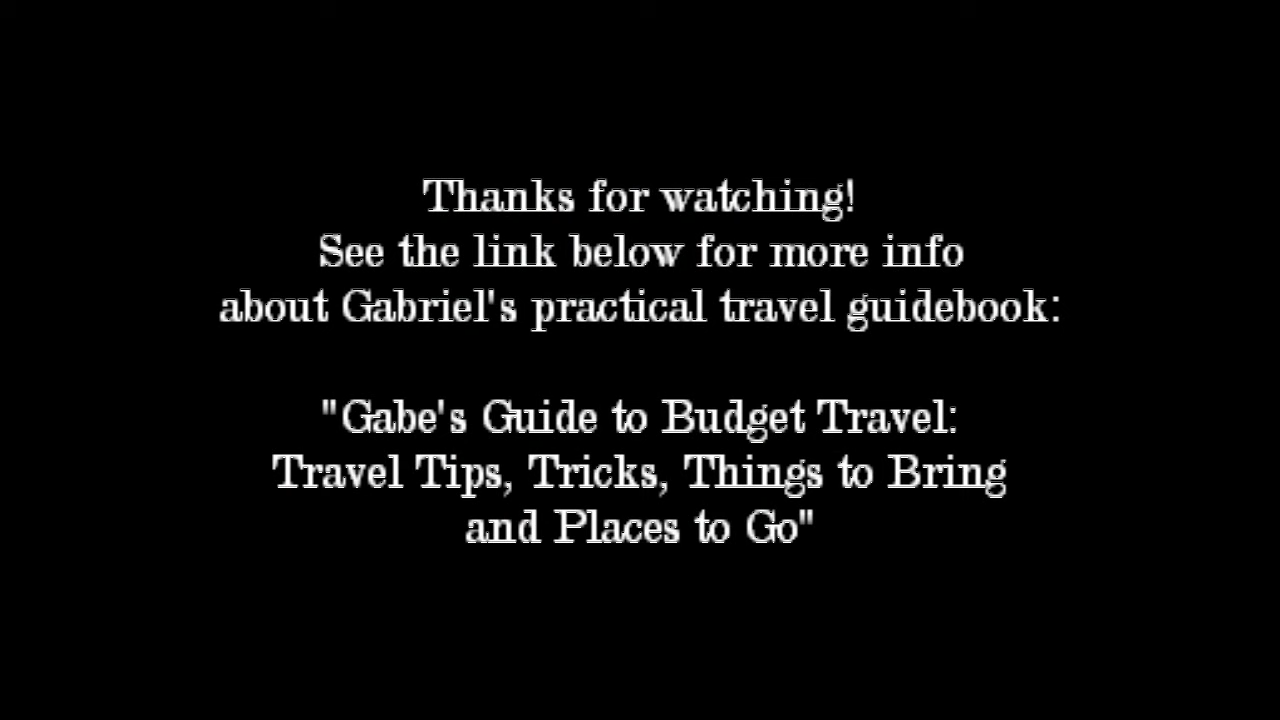 Thanks for watching!
See the link below for more info
about Gabriel's practical travel guidebook:
"Gabe's Guide to Budget Travel:
Travel Tips, Tricks, Things to Bring
and Places to Go"